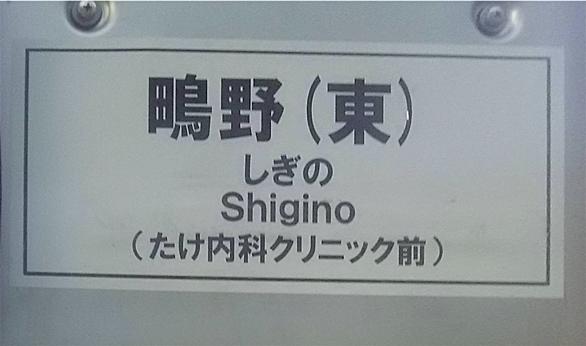 鴫野（東）
しぎの
Shigino
（たけ内科クリニック前）